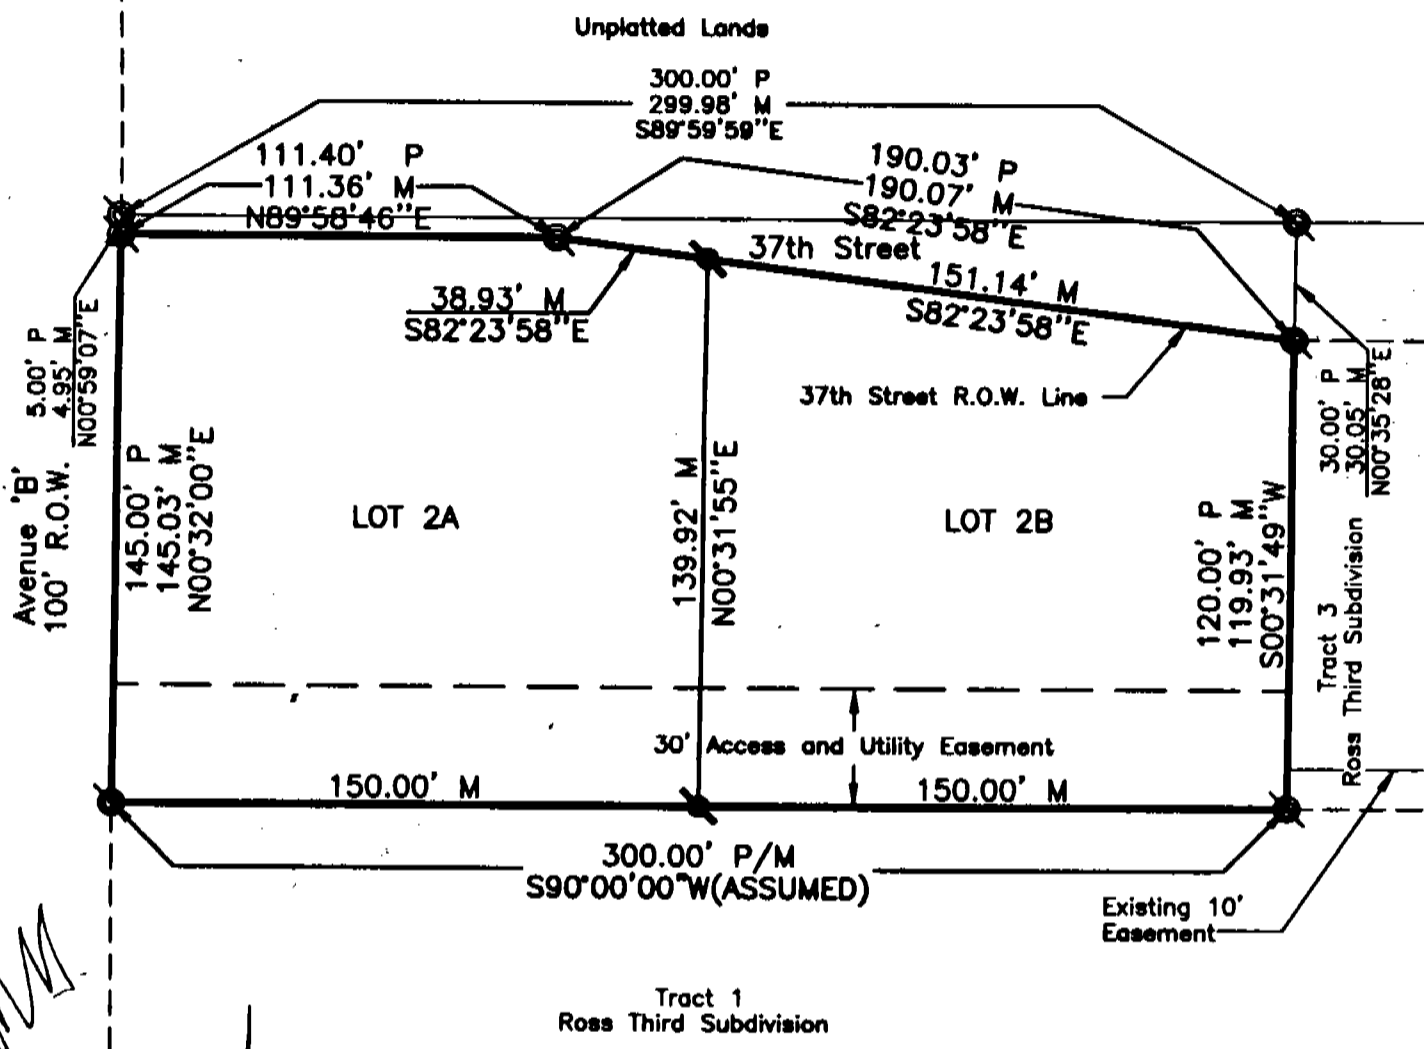 Unplatted Lands
300.00' P
299.98' M
S89°59'59"E
111.40' P
111.36' M
N89°58'46"E
190.03' P
190.07' M
S82°23'58"E
37th Street
38.93' M
S82°23'58"E
151.14' M
S82°23'58"E
37th Street R.O.W. Line
5.00' P
4.95' M
N00°59'07"E
Avenue 'B'
100' R.O.W.
145.00' P
145.03' M
N00°32'00"E
LOT 2A
139.92' M
N00°31'55"E
LOT 2B
120.00' P
119.93' M
S00°31'49"W
30.00' P
30.05' M
N00°35'28"E
Tract 3
Ross Third Subdivision
30' Access and Utility Easement
150.00' M
150.00' M
300.00' P/M
S90°00'00"W(ASSUMED)
Existing 10'
Easement
Tract 1
Ross Third Subdivision